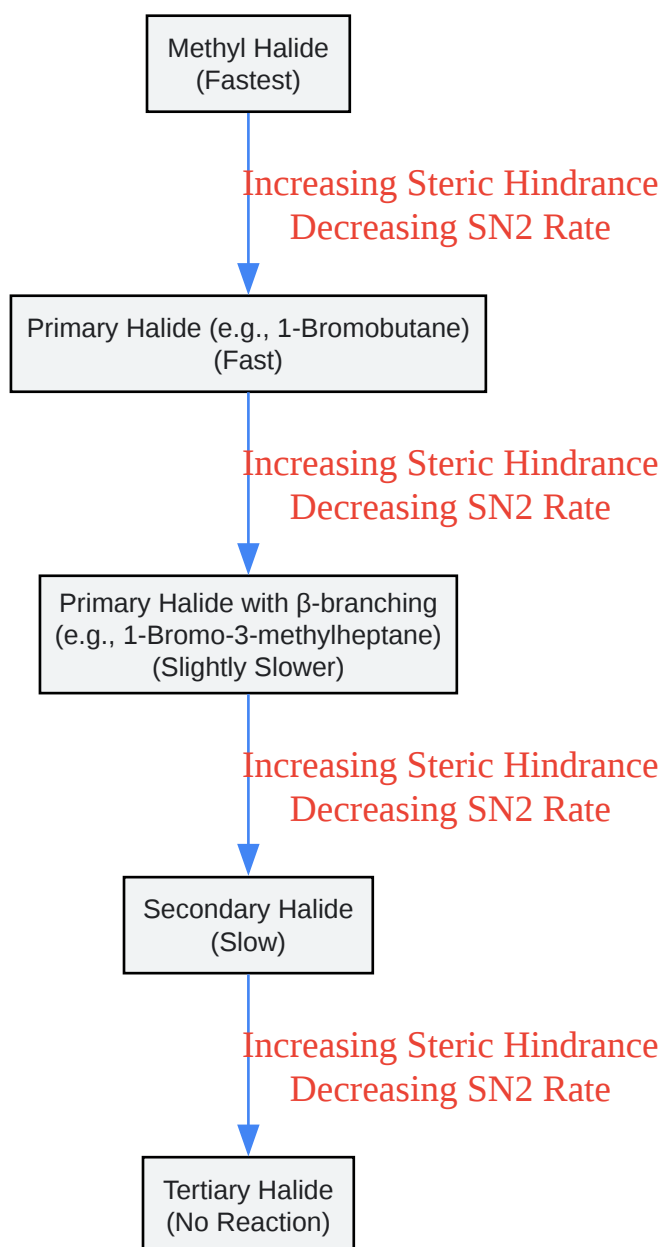 Methyl Halide
(Fastest)
Increasing Steric Hindrance
Decreasing SN2 Rate
Primary Halide (e.g., 1-Bromobutane)
(Fast)
Increasing Steric Hindrance
Decreasing SN2 Rate
Primary Halide with β-branching
(e.g., 1-Bromo-3-methylheptane)
(Slightly Slower)
Increasing Steric Hindrance
Decreasing SN2 Rate
Secondary Halide
(Slow)
Increasing Steric Hindrance
Decreasing SN2 Rate
Tertiary Halide
(No Reaction)